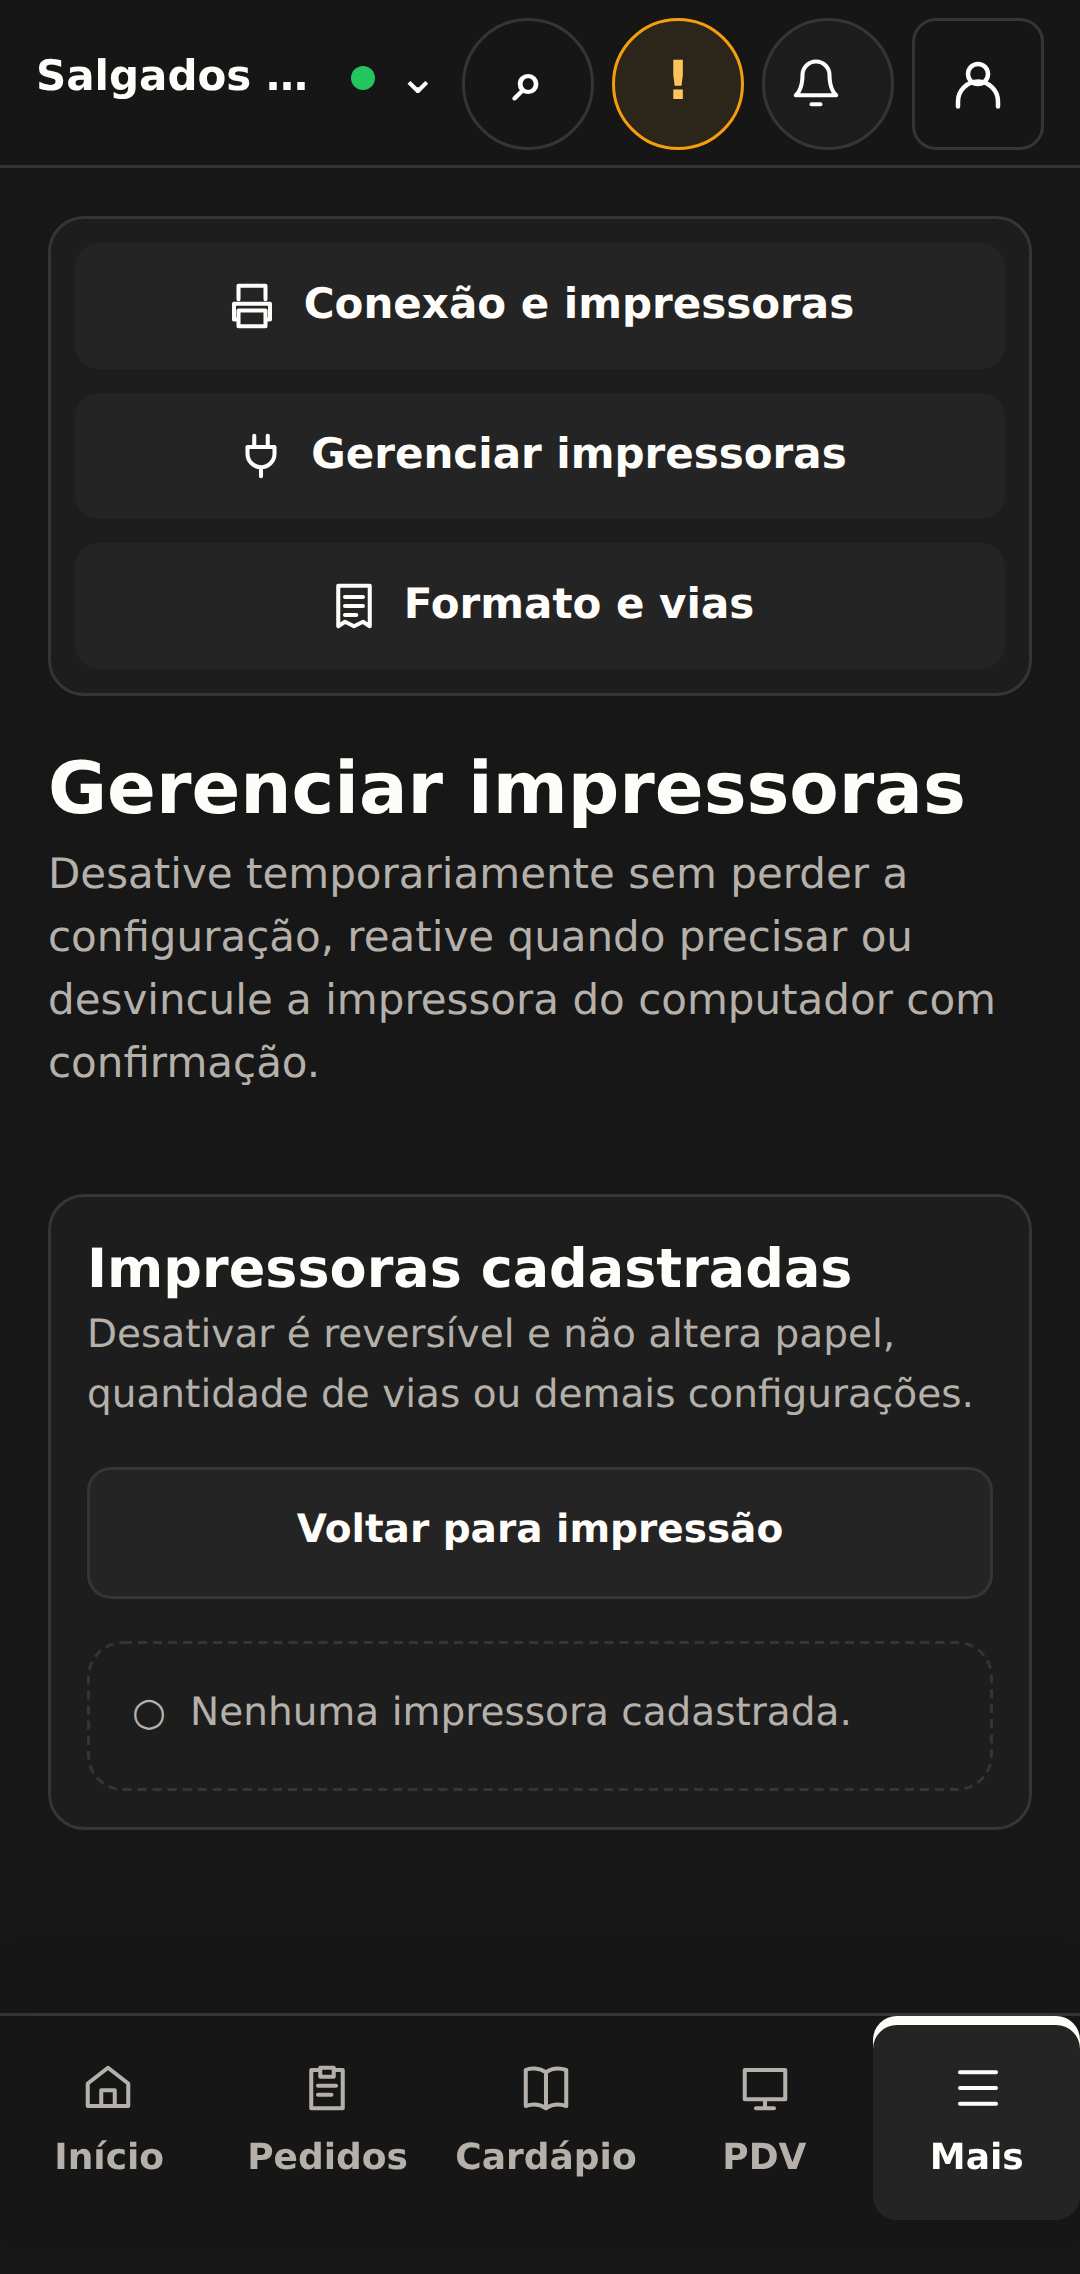 Salgados ...
!
Conexão e impressoras
Gerenciar impressoras
Formato e vias
Gerenciar impressoras
Desative temporariamente sem perder a
configuração, reative quando precisar ou
desvincule a impressora do computador com
confirmação.
Impressoras cadastradas
Desativar é reversível e não altera papel,
quantidade de vias ou demais configurações.
Voltar para impressão
Nenhuma impressora cadastrada.
Início
Pedidos
Cardápio
PDV
Mais